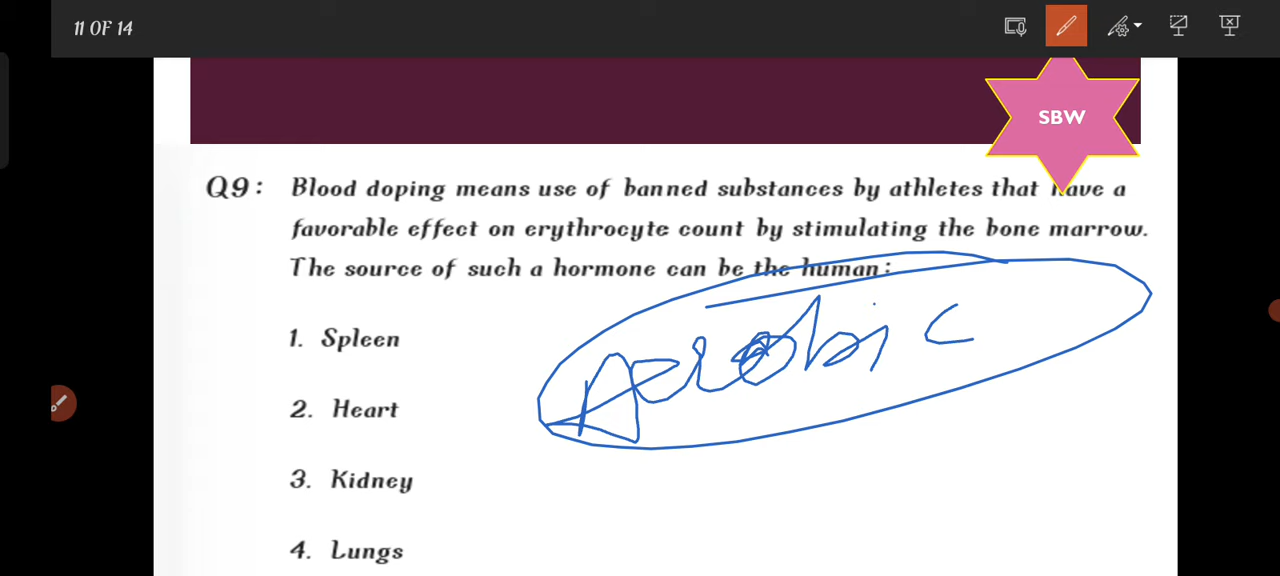 11 OF 14
SBW
Q9: Blood doping means use of banned substances by athletes that have a
favorable effect on erythrocyte count by stimulating the bone marrow.
The source of such a hormone can be the human:
Aerobic
1. Spleen
2. Heart
3. Kidney
4. Lungs